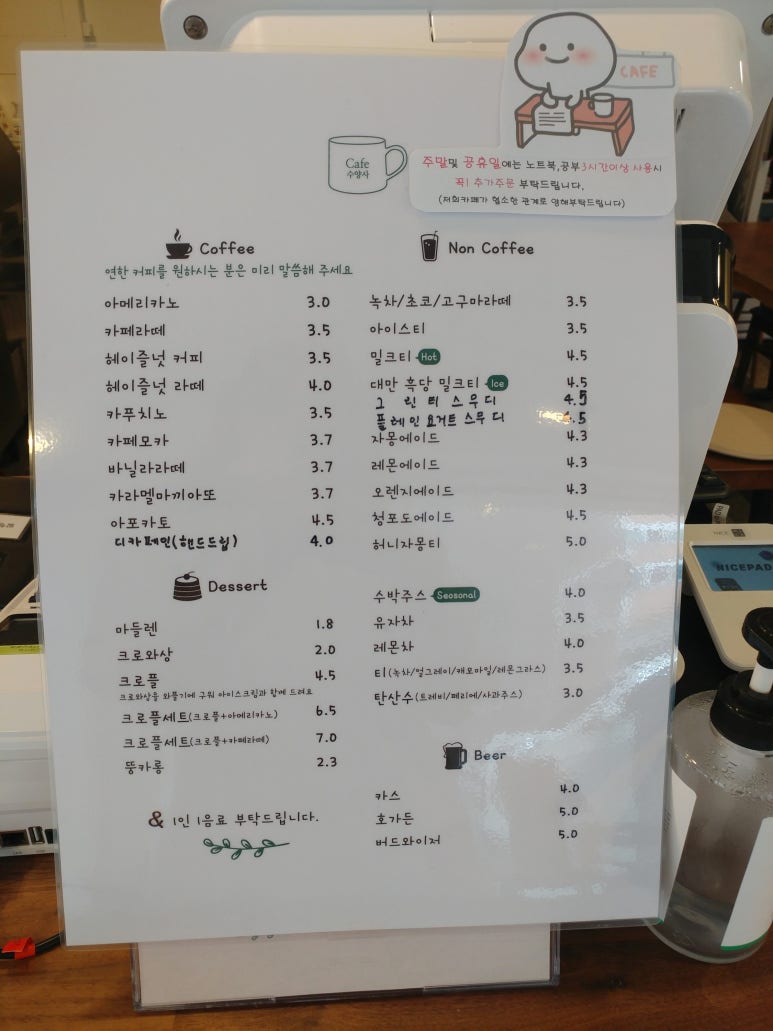 CAFE
Cafe
수양사
주말및 공휴일에는 노트북,공부 3시간이상 사용시
꼭! 추가주문 부탁드립니다.
(저희카페가 협소한 관계로 양해부탁드립니다)
Coffee
연한 커피를 원하시는 분은 미리 말씀해 주세요
아메리카노 3.0
카페라떼 3.5
헤이즐넛 커피 3.5
헤이즐넛 라떼 4.0
카푸치노 3.5
카페모카 3.7
바닐라라떼 3.7
카라멜마끼아또 3.7
아포카토 4.5
디카페인(핸드드립) 4.0
Dessert
마들렌 1.8
크로와상 2.0
크로플 4.5
크로와상을 와플기에 구워 아이스크림과 함께 드려요
크로플세트(크로플+아메리카노) 6.5
크로플세트(크로플+카페라떼) 7.0
뚱카롱 2.3
& 1인 1음료 부탁드립니다.
Non Coffee
녹차/초코/고구마라떼 3.5
아이스티 3.5
밀크티 Hot 4.5
대만 흑당 밀크티 Ice 4.5
그린티 스무디 4.5
플레인요거트스무디 4.5
자몽에이드 4.3
레몬에이드 4.3
오렌지에이드 4.3
청포도에이드 4.5
허니자몽티 5.0
수박주스 Seosonal 4.0
유자차 3.5
레몬차 4.0
티(녹차/얼그레이/캐모마일/레몬그라스) 3.5
탄산수(트레비/페리에/사과주스) 3.0
Beer
카스 4.0
호가든 5.0
버드와이저 5.0
NICEPAD